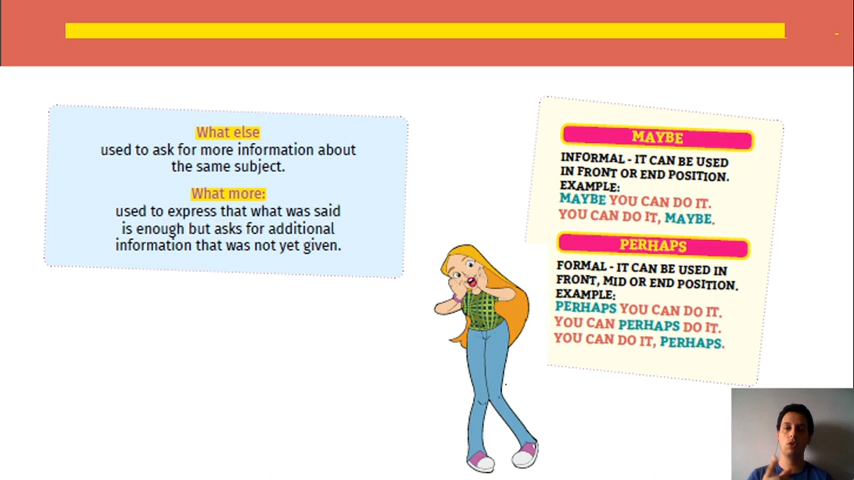 What else
used to ask for more information about
the same subject.
What more:
used to express that what was said
is enough but asks for additional
information that was not yet given.
MAYBE
INFORMAL - IT CAN BE USED
IN FRONT OR END POSITION.
EXAMPLE:
MAYBE YOU CAN DO IT.
YOU CAN DO IT, MAYBE.
PERHAPS
FORMAL - IT CAN BE USED IN
FRONT, MID OR END POSITION.
EXAMPLE:
PERHAPS YOU CAN DO IT.
YOU CAN PERHAPS DO IT.
YOU CAN DO IT, PERHAPS.